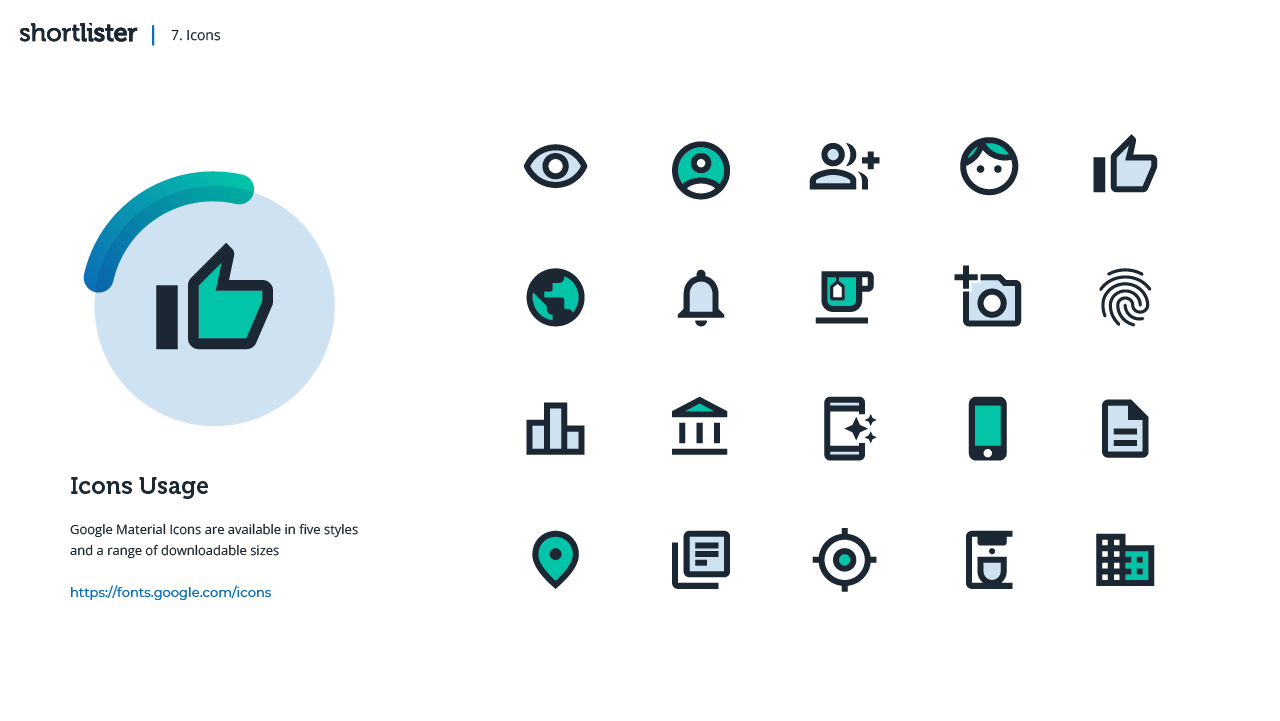 shortlister | 7. Icons
Icons Usage
Google Material Icons are available in five styles
and a range of downloadable sizes
https://fonts.google.com/icons